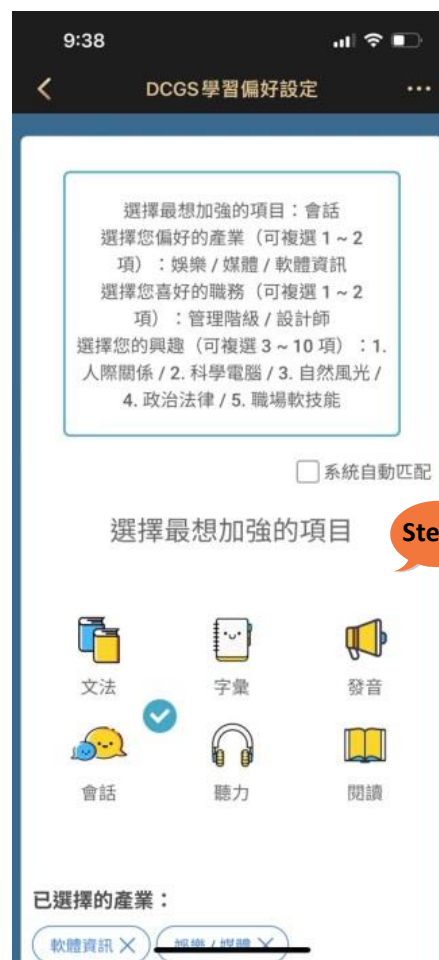 9:38
DCGS學習偏好設定
選擇最想加強的項目：會話
選擇您偏好的產業（可複選 1 ~ 2
項）：娛樂 / 媒體 / 軟體資訊
選擇您喜好的職務（可複選 1 ~ 2
項）：管理階級 / 設計師
選擇您的興趣（可複選 3 ~ 10 項）：1.
人際關係 / 2. 科學電腦 / 3. 自然風光 /
4. 政治法律 / 5. 職場軟技能
系統自動匹配
選擇最想加強的項目
Ste
文法 字彙 發音
會話 聽力 閱讀
已選擇的產業：
軟體資訊 娛樂 / 媒體